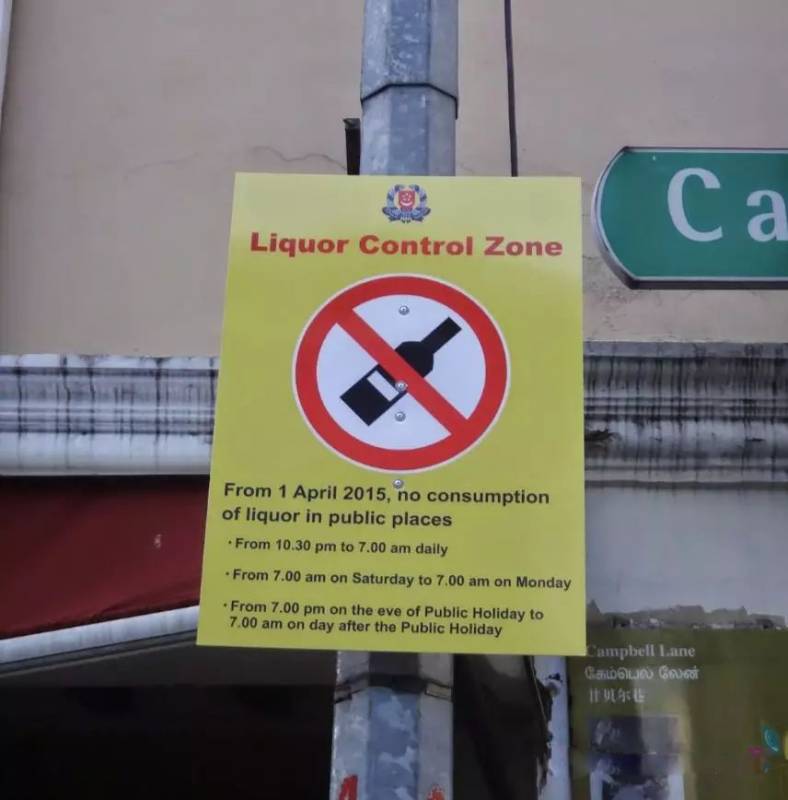 Liquor Control Zone
Ca
From 1 April 2015, no consumption
of liquor in public places
· From 10.30 pm to 7.00 am daily
· From 7.00 am on Saturday to 7.00 am on Monday
· From 7.00 pm on the eve of Public Holiday to
7.00 am on day after the Public Holiday
Campbell Lane
கேம்பெல் லேன்